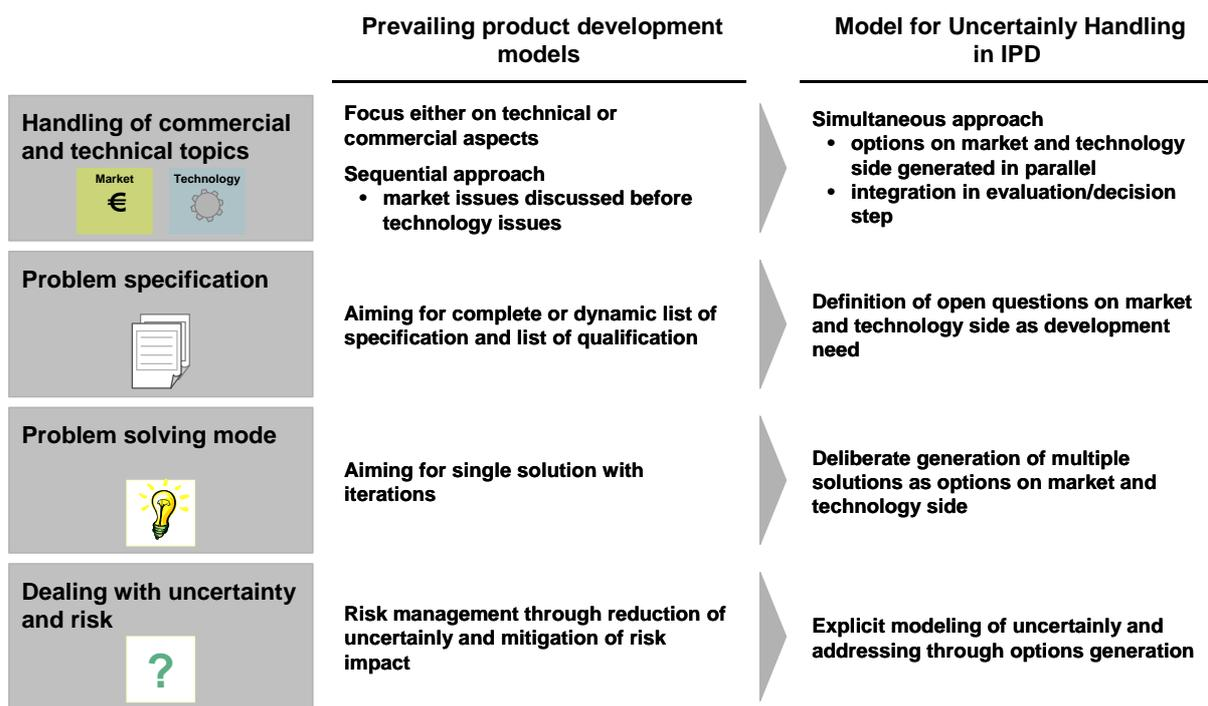 Prevailing product development
models
Model for Uncertainly Handling
in IPD
Handling of commercial
and technical topics
Market
€
Technology
Focus either on technical or
commercial aspects
Sequential approach
• market issues discussed before
technology issues
Simultaneous approach
• options on market and technology
side generated in parallel
• integration in evaluation/decision
step
Problem specification
Aiming for complete or dynamic list of
specification and list of qualification
Definition of open questions on market
and technology side as development
need
Problem solving mode
Aiming for single solution with
iterations
Deliberate generation of multiple
solutions as options on market and
technology side
Dealing with uncertainty
and risk
?
Risk management through reduction of
uncertainly and mitigation of risk
impact
Explicit modeling of uncertainly and
addressing through options generation